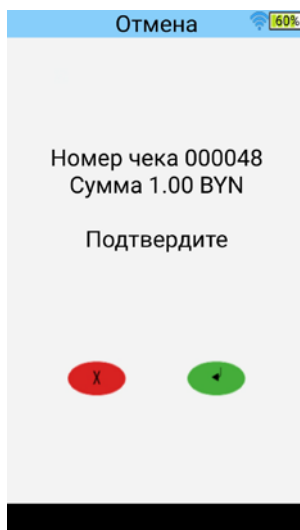 Отмена
60%
Номер чека 000048
Сумма 1.00 BYN
Подтвердите
X